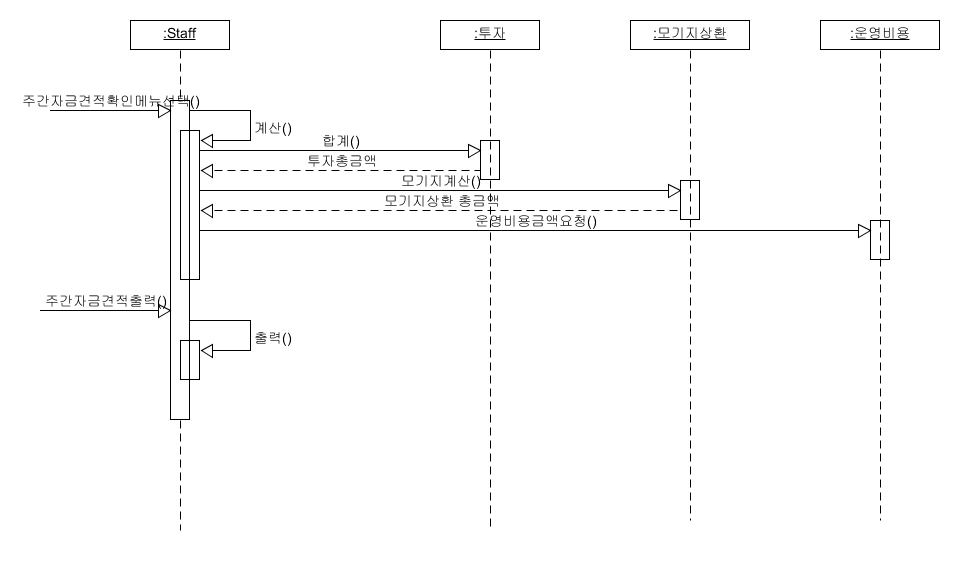 :Staff
:투자
:모기지상환
:운영비용
주간자금견적확인메뉴선택()
계산()
합계()
투자총금액
모기지계산()
모기지상환 총금액
운영비용금액요청()
주간자금견적출력()
출력()